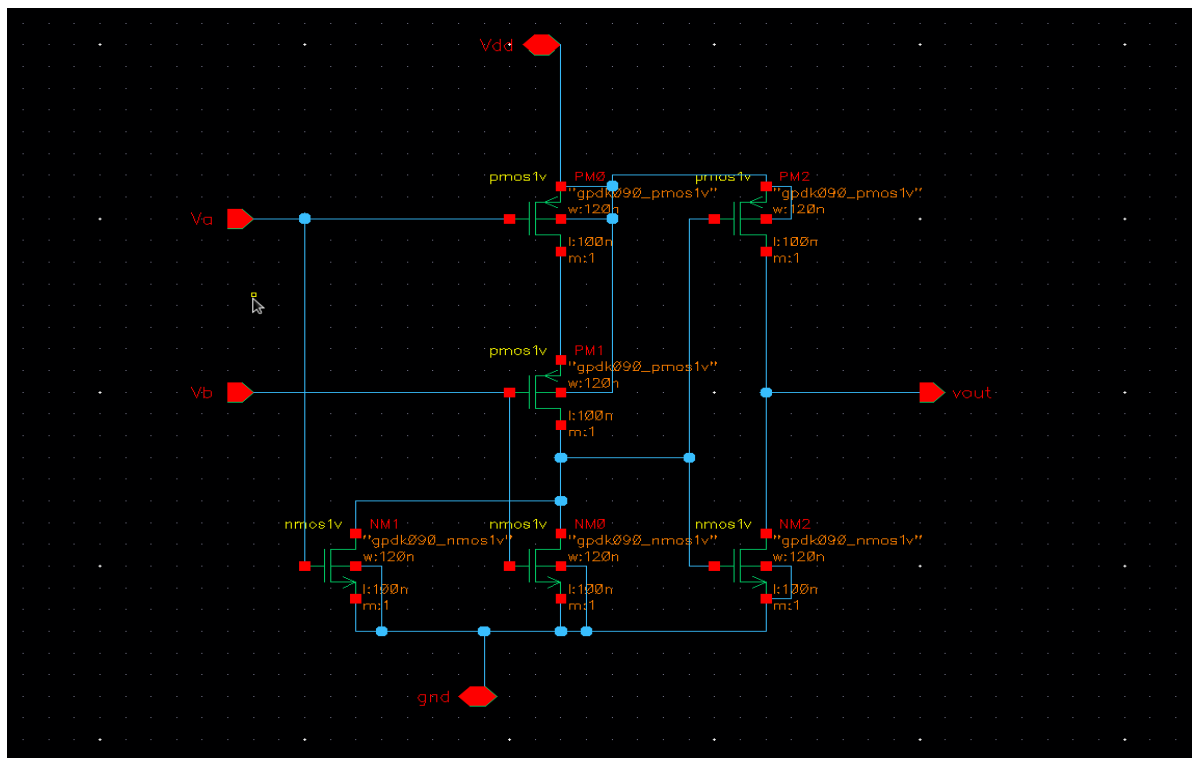 Vdd
pmos1v PM0
"gpdk090_pmos1v"
w:120n
l:100n
m:1
pmos1v PM2
"gpdk090_pmos1v"
w:120n
l:100n
m:1
Va
pmos1v PM1
"gpdk090_pmos1v"
w:120n
l:100n
m:1
Vb
vout
nmos1v NM1
"gpdk090_nmos1v"
w:120n
l:100n
m:1
nmos1v NM0
"gpdk090_nmos1v"
w:120n
l:100n
m:1
nmos1v NM2
"gpdk090_nmos1v"
w:120n
l:100n
m:1
gnd